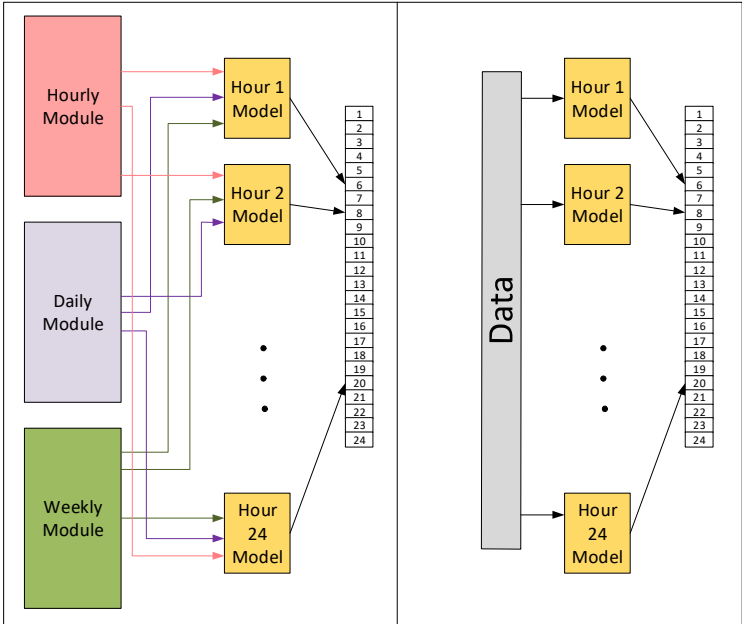 Hourly
Module
Daily
Module
Weekly
Module
Hour 1
Model
Hour 2
Model
Hour
24
Model
1
2
3
4
5
6
7
8
9
10
11
12
13
14
15
16
17
18
19
20
21
22
23
24
Data
Hour 1
Model
Hour 2
Model
Hour
24
Model
1
2
3
4
5
6
7
8
9
10
11
12
13
14
15
16
17
18
19
20
21
22
23
24